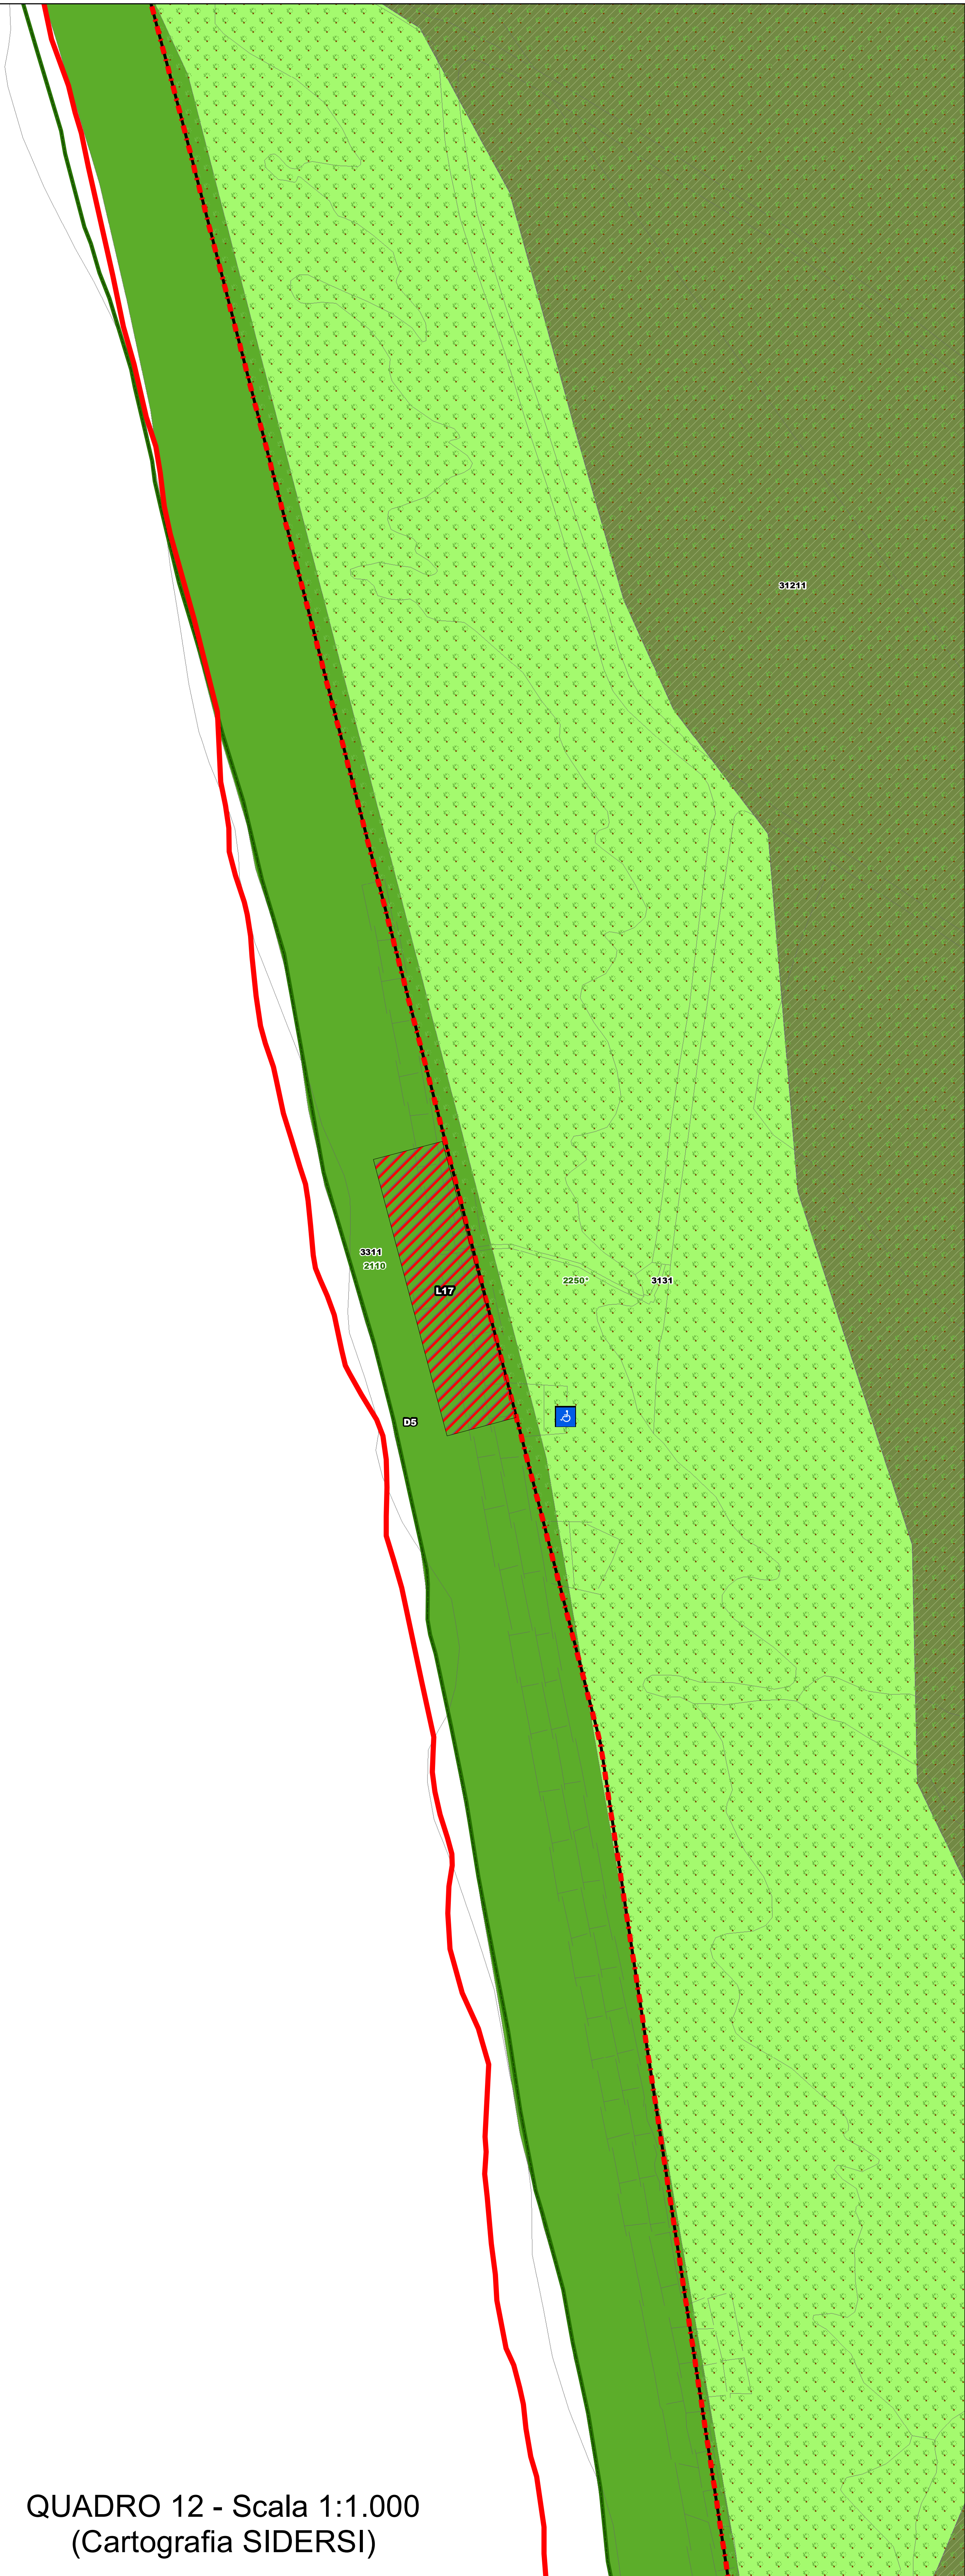 31211
3311
2110
2250*
3131
L17
D5
QUADRO 12 - Scala 1:1.000
(Cartografia SIDERSI)